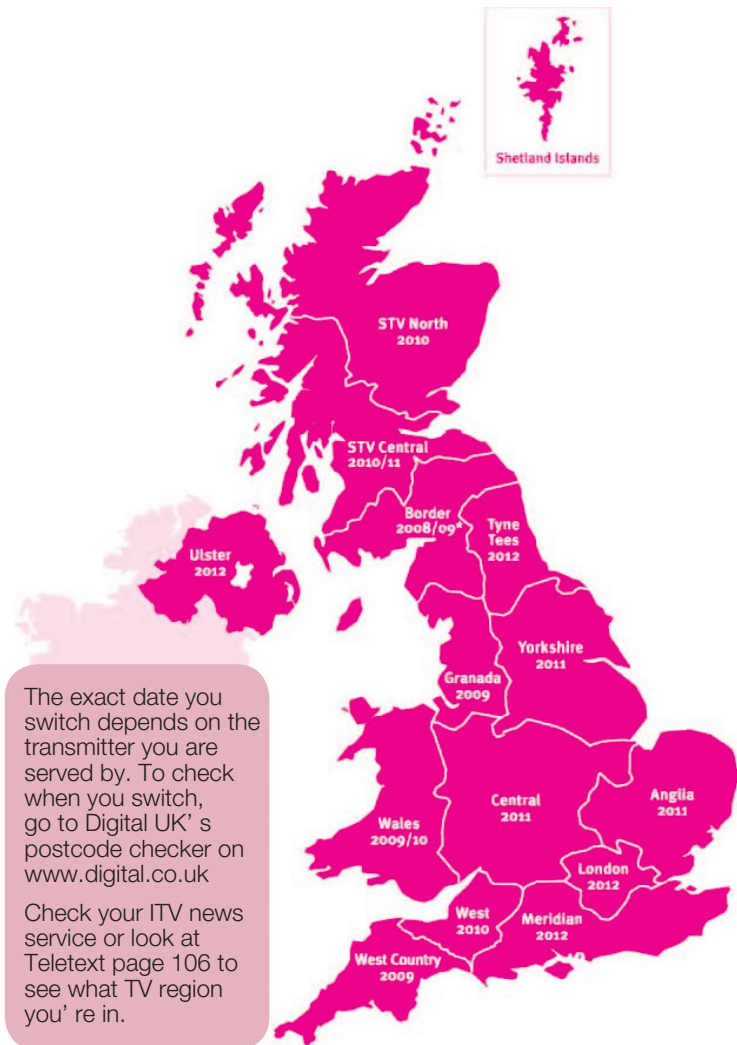 Shetland Islands
STV North
2010
STV Central
2010/11
Border
2008/09*
Tyne
Tees
2012
Ulster
2012
Yorkshire
2011
Granada
2009
Central
2011
Anglia
2011
Wales
2009/10
London
2012
West
2010
Meridian
2012
West Country
2009
The exact date you
switch depends on the
transmitter you are
served by. To check
when you switch,
go to Digital UK’ s
postcode checker on
www.digital.co.uk
Check your ITV news
service or look at
Teletext page 106 to
see what TV region
you’ re in.